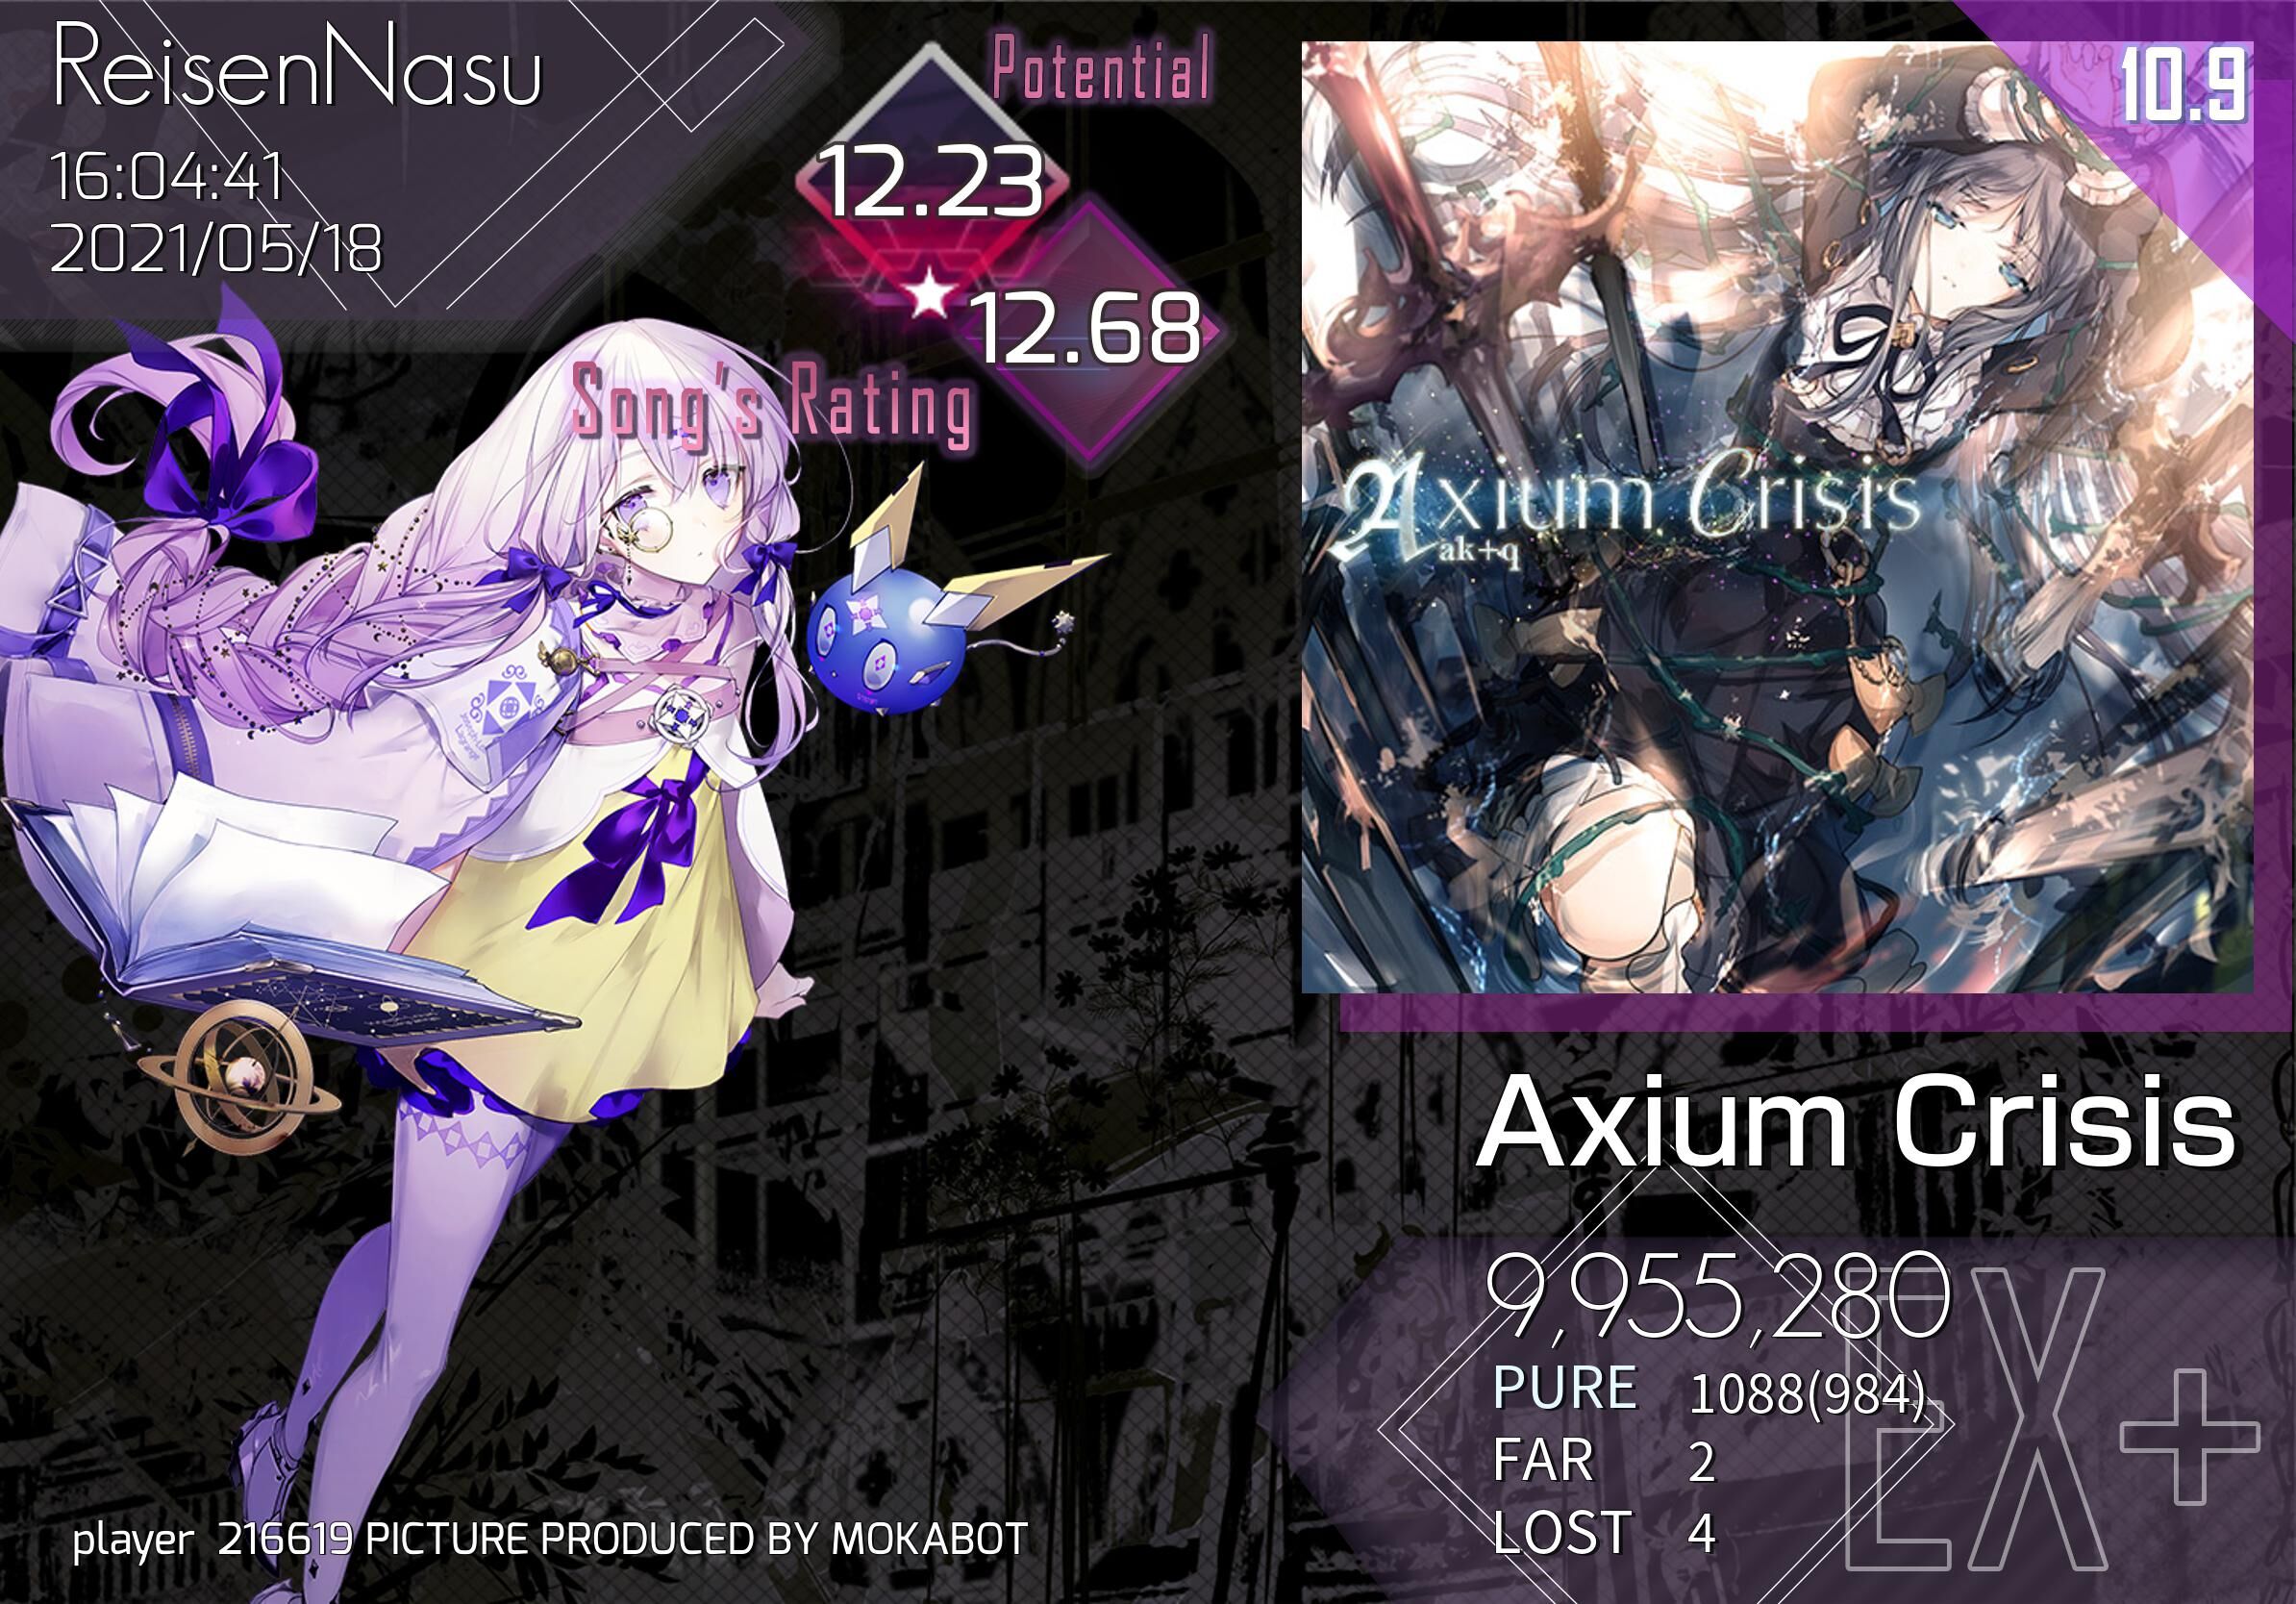 ReisenNasu
16:04:41
2021/05/18
Potential
12.23
12.68
Song's Rating
10.9
Axium Crisis
ak+q
Axium Crisis
9,955,280
EX+
PURE 1088(984)
FAR 2
LOST 4
player 216619 PICTURE PRODUCED BY MOKABOT